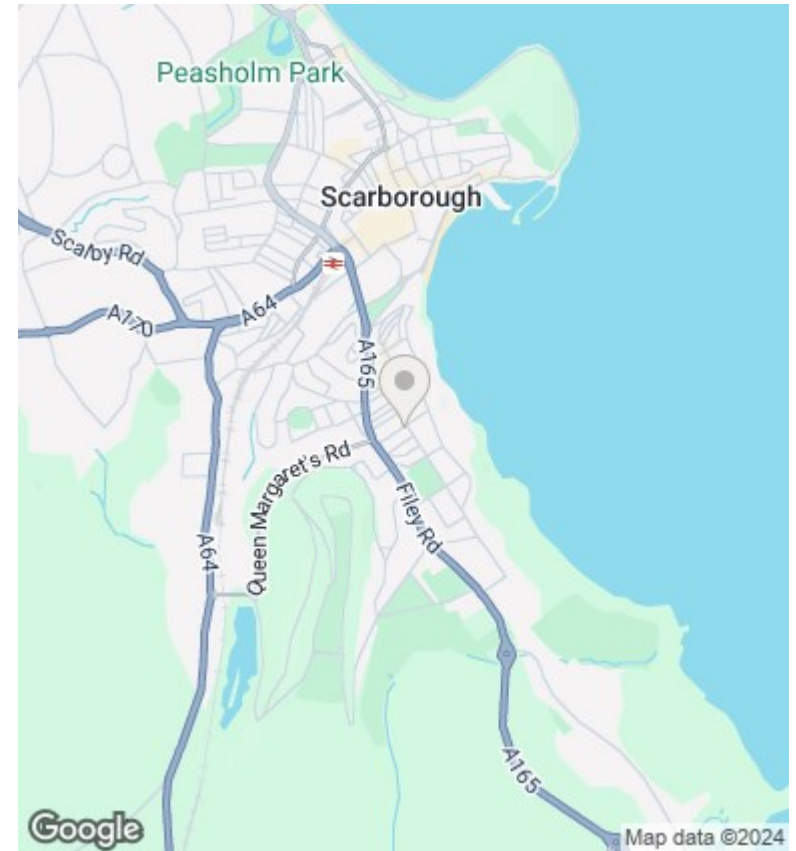 Peasholm Park
Scarborough
Scalby Rd
A64
A170
A165
Queen Margaret's Rd
Filey Rd
A64
A165
Google
Map data ©2024